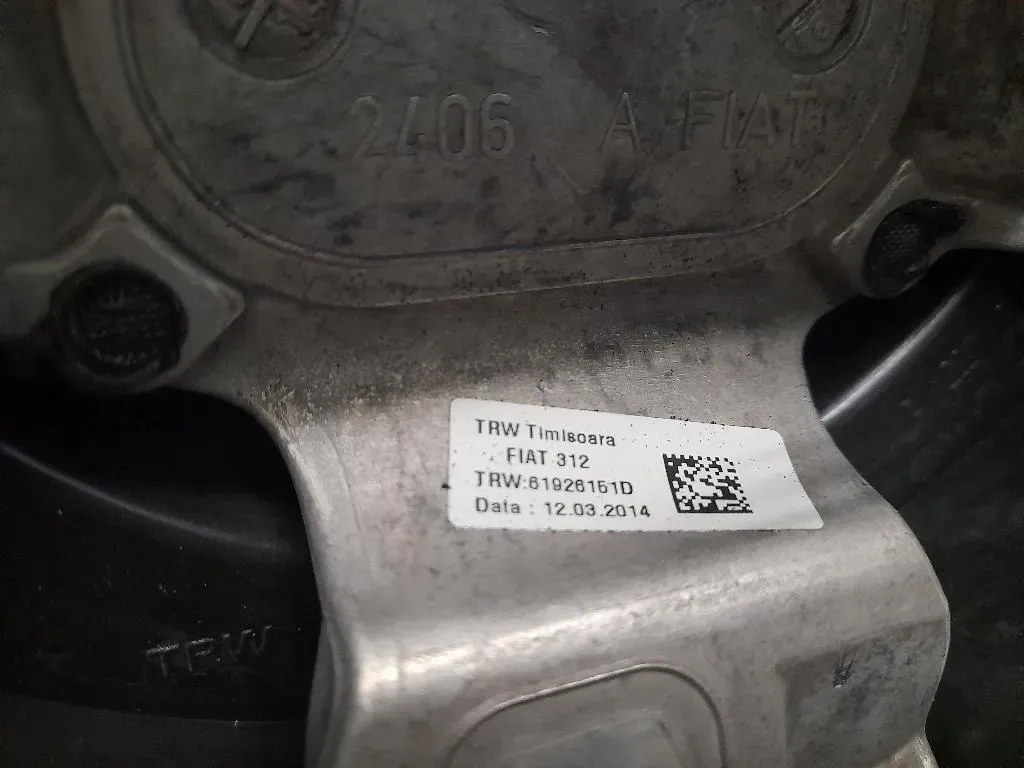 2406 A FIAT
TRW Timisoara
FIAT 312
TRW:61926151D
Data : 12.03.2014
TRW